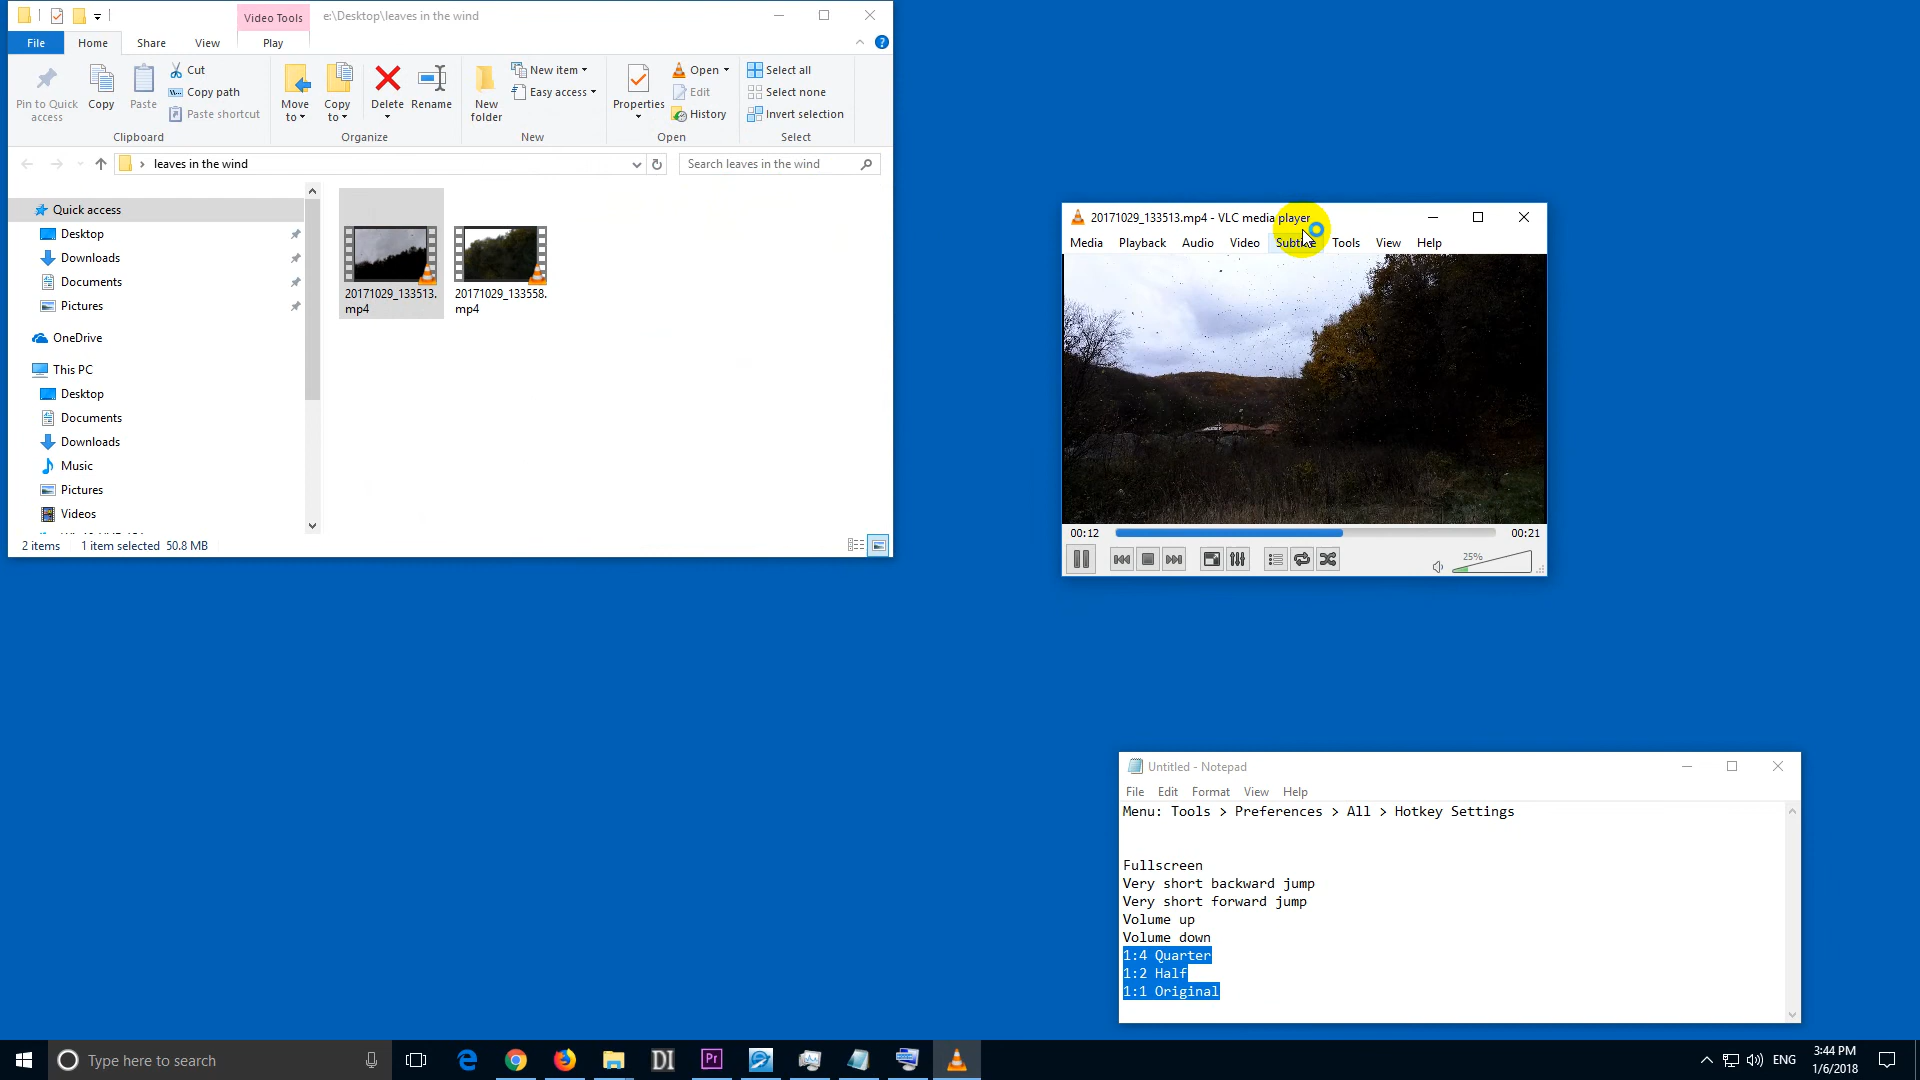 Video Tools
e:\Desktop\leaves in the wind
File
Home
Share
View
Play
Pin to Quick access
Copy
Paste
Cut
Copy path
Paste shortcut
Clipboard
Move to
Copy to
Delete
Rename
Organize
New folder
New item
Easy access
New
Properties
Open
Edit
History
Open
Select all
Select none
Invert selection
Select
leaves in the wind
Search leaves in the wind
Quick access
Desktop
Downloads
Documents
Pictures
OneDrive
This PC
Desktop
Documents
Downloads
Music
Pictures
Videos
20171029_133513.
mp4
20171029_133558.
mp4
2 items
1 item selected 50.8 MB
20171029_133513.mp4 - VLC media player
Media
Playback
Audio
Video
Subtitle
Tools
View
Help
00:12
00:21
25%
Untitled - Notepad
File
Edit
Format
View
Help
Menu: Tools > Preferences > All > Hotkey Settings
Fullscreen
Very short backward jump
Very short forward jump
Volume up
Volume down
1:4 Quarter
1:2 Half
1:1 Original
Type here to search
DI
Pr
ENG
3:44 PM
1/6/2018